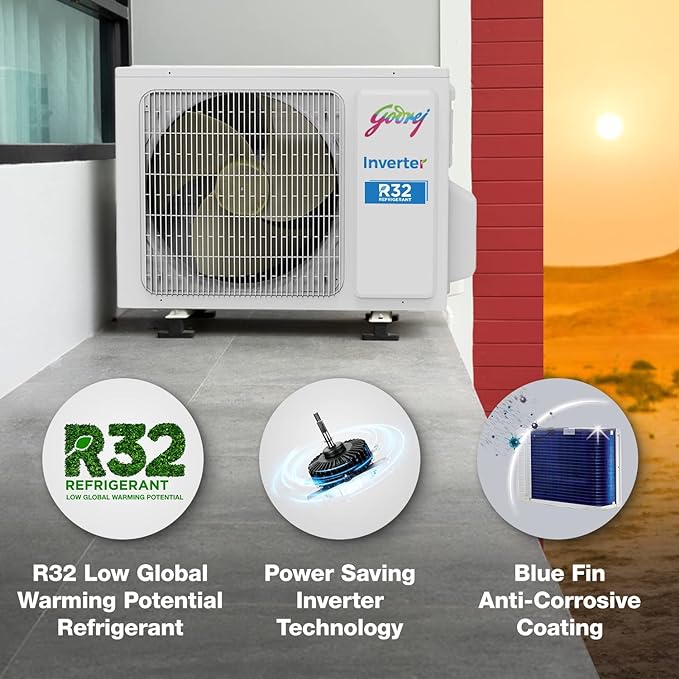 Godrej
Inverter
R32
REFRIGERANT
R32
REFRIGERANT
LOW GLOBAL WARMING POTENTIAL
R32 Low Global
Warming Potential
Refrigerant
Power Saving
Inverter
Technology
Blue Fin
Anti-Corrosive
Coating